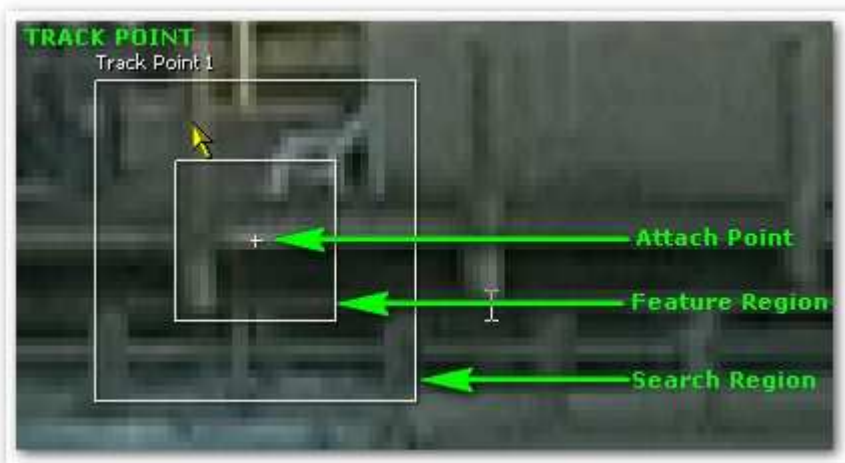 TRACK POINT
Track Point 1
Attach Point
Feature Region
Search Region